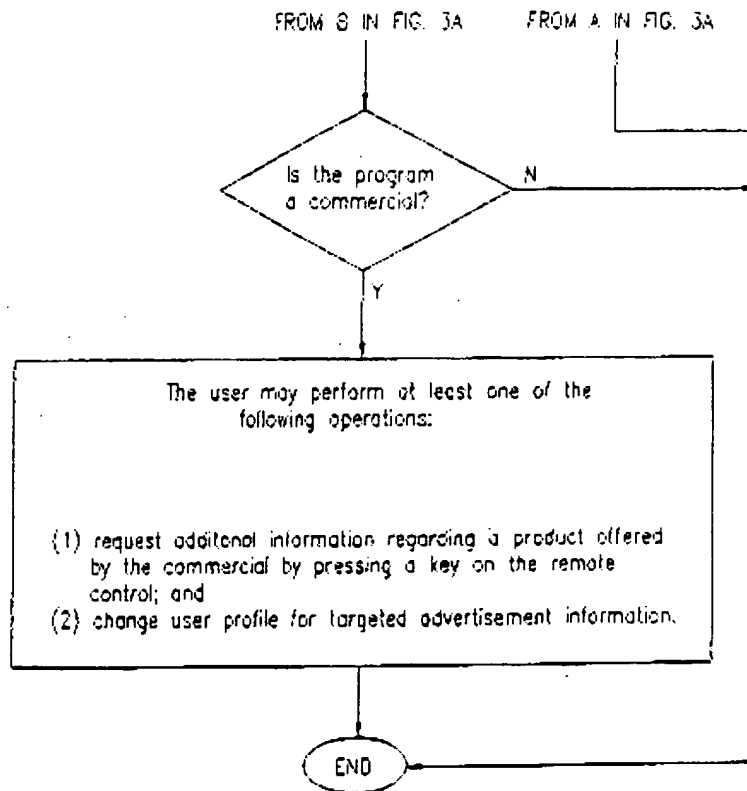 FROM B IN FIG. 3A
FROM A IN FIG. 3A
Is the program
a commercial?
N
Y
The user may perform at least one of the
following operations:
(1) request additonal information regarding a product offered
by the commercial by pressing a key on the remote
control; and
(2) change user profile for targeted advertisement information.
END